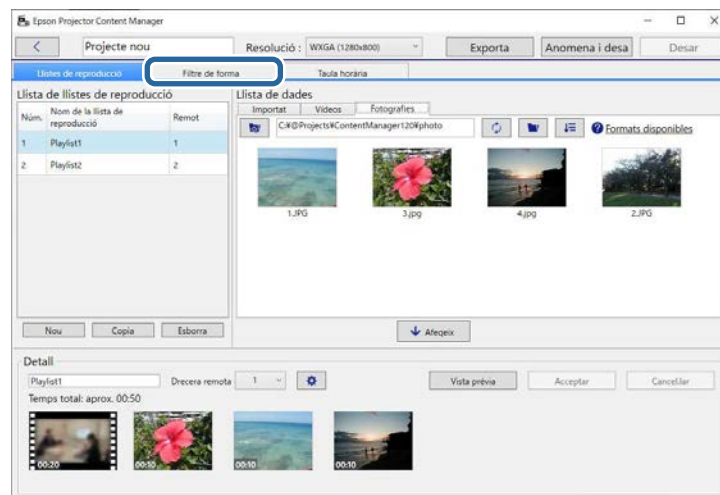 Epson Projector Content Manager
Projecte nou Resolució : WXGA (1280x800) Exporta Anomena i desa Desar
Llistes de reproducció Filtre de forma Taula horària
Llista de llistes de reproducció
Núm. Nom de la llista de reproducció Remot
1 Playlist1 1
2 Playlist2 2
Nou Copia Esborra
Llista de dades
Importat Vídeos Fotografies
C:¥@Projects¥ContentManager120¥photo Formats disponibles
1.JPG 3.jpg 4.jpg 2.JPG
Afegeix
Detall
Playlist1 Drecera remota 1 Vista prèvia Acceptar Cancel.lar
Temps total: aprox. 00:50
00:20 00:10 00:10 00:10